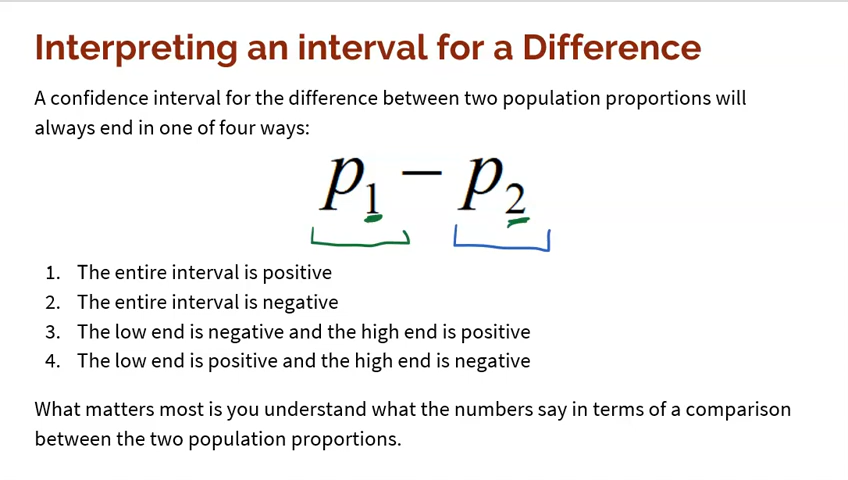 Interpreting an interval for a Difference
A confidence interval for the difference between two population proportions will
always end in one of four ways:
p₁ − p₂
1. The entire interval is positive
2. The entire interval is negative
3. The low end is negative and the high end is positive
4. The low end is positive and the high end is negative
What matters most is you understand what the numbers say in terms of a comparison
between the two population proportions.